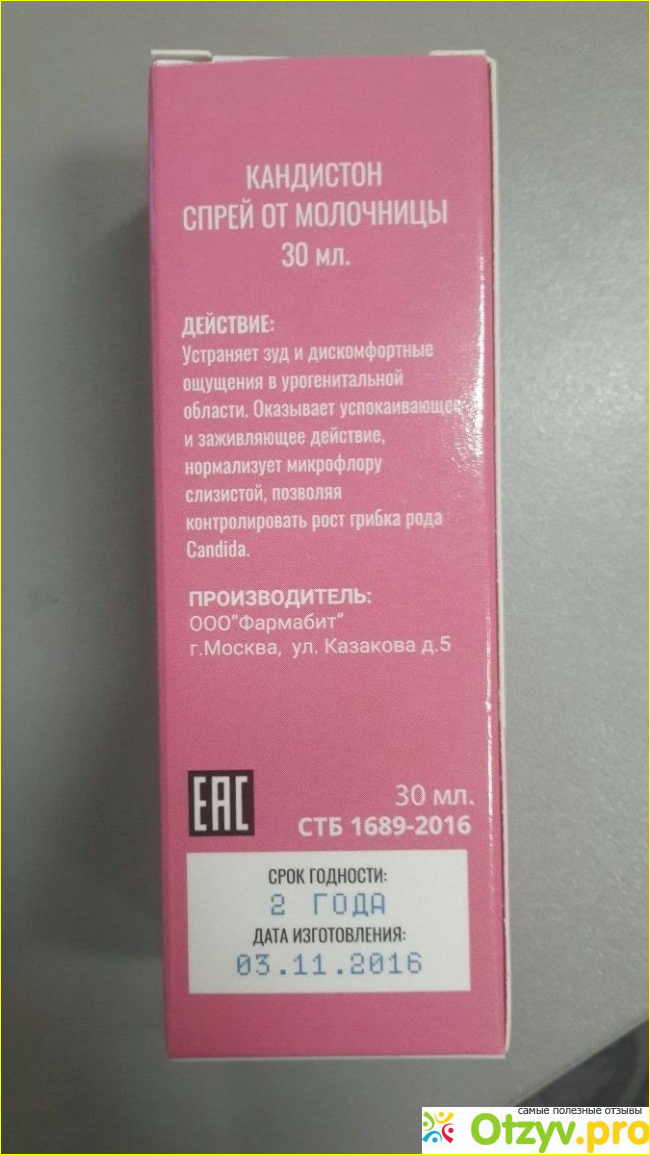 КАНДИСТОН
СПРЕЙ ОТ МОЛОЧНИЦЫ
30 мл.
ДЕЙСТВИЕ:
Устраняет зуд и дискомфортные
ощущения в урогенитальной
области. Оказывает успокаивающее
и заживляющее действие,
нормализует микрофлору
слизистой, позволяя
контролировать рост грибка рода
Candida.
ПРОИЗВОДИТЕЛЬ:
ООО"Фармабит"
г.Москва, ул. Казакова д.5
EAC
30 мл.
СТБ 1689-2016
СРОК ГОДНОСТИ:
2 ГОДА
ДАТА ИЗГОТОВЛЕНИЯ:
03.11.2016
самые полезные отзывы
Otzyv.pro